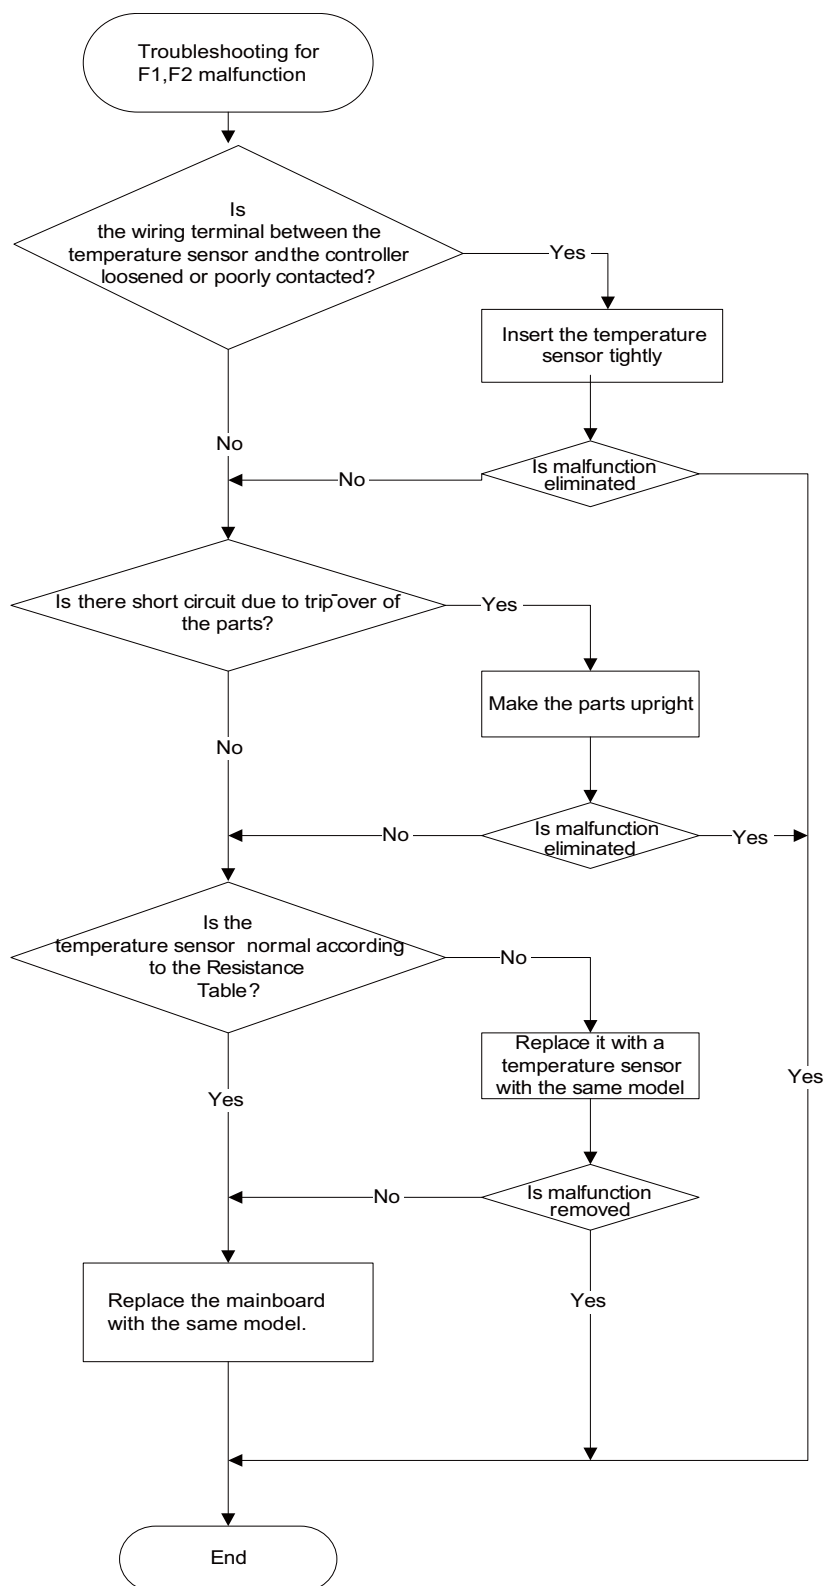 Troubleshooting for
F1,F2 malfunction
Is
the wiring terminal between the
temperature sensor and the controller
loosened or poorly contacted?
Yes
Insert the temperature
sensor tightly
No
Is malfunction
eliminated
No
Is there short circuit due to trip-over of
the parts?
Yes
Make the parts upright
No
Is malfunction
eliminated
No
Yes
Is the
temperature sensor normal according
to the Resistance
Table?
No
Replace it with a
temperature sensor
with the same model
Yes
Yes
Is malfunction
removed
No
Yes
Replace the mainboard
with the same model.
End